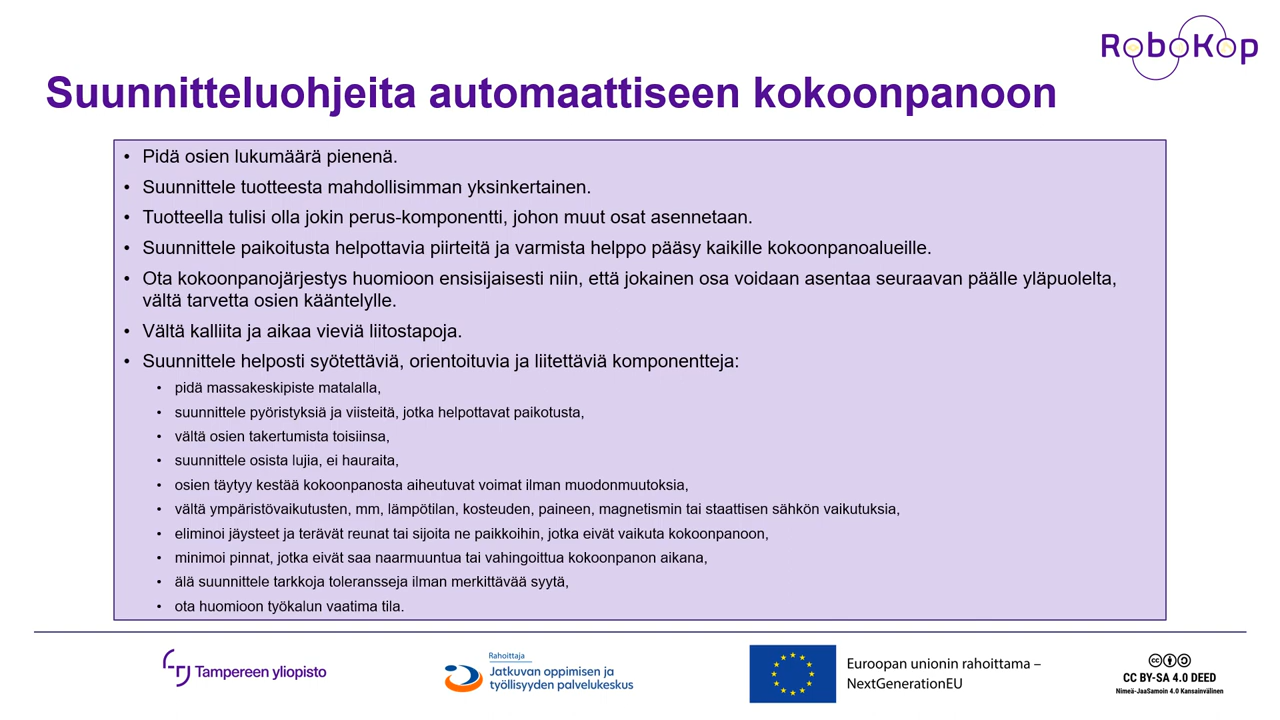 RoboKop
Suunnitteluohjeita automaattiseen kokoonpanoon
• Pidä osien lukumäärä pienenä.
• Suunnittele tuotteesta mahdollisimman yksinkertainen.
• Tuotteella tulisi olla jokin perus-komponentti, johon muut osat asennetaan.
• Suunnittele paikoitusta helpottavia piirteitä ja varmista helppo pääsy kaikille kokoonpanoalueille.
• Ota kokoonpanojärjestys huomioon ensisijaisesti niin, että jokainen osa voidaan asentaa seuraavan päälle yläpuolelta,
vältä tarvetta osien kääntelylle.
• Vältä kalliita ja aikaa vieviä liitostapoja.
• Suunnittele helposti syötettäviä, orientoituvia ja liitettäviä komponentteja:
• pidä massakeskipiste matalalla,
• suunnittele pyöristyksiä ja viisteitä, jotka helpottavat paikotusta,
• vältä osien takertumista toisiinsa,
• suunnittele osista lujia, ei hauraita,
• osien täytyy kestää kokoonpanosta aiheutuvat voimat ilman muodonmuutoksia,
• vältä ympäristövaikutusten, mm, lämpötilan, kosteuden, paineen, magnetismin tai staattisen sähkön vaikutuksia,
• eliminoi jäysteet ja terävät reunat tai sijoita ne paikkoihin, jotka eivät vaikuta kokoonpanoon,
• minimoi pinnat, jotka eivät saa naarmuuntua tai vahingoittua kokoonpanon aikana,
• älä suunnittele tarkkoja toleransseja ilman merkittävää syytä,
• ota huomioon työkalun vaatima tila.
Tampereen yliopisto
Rahoittaja
Jatkuvan oppimisen ja
työllisyyden palvelukeskus
Euroopan unionin rahoittama –
NextGenerationEU
CC BY-SA 4.0 DEED
Nimeä-JaaSamoin 4.0 Kansainvälinen